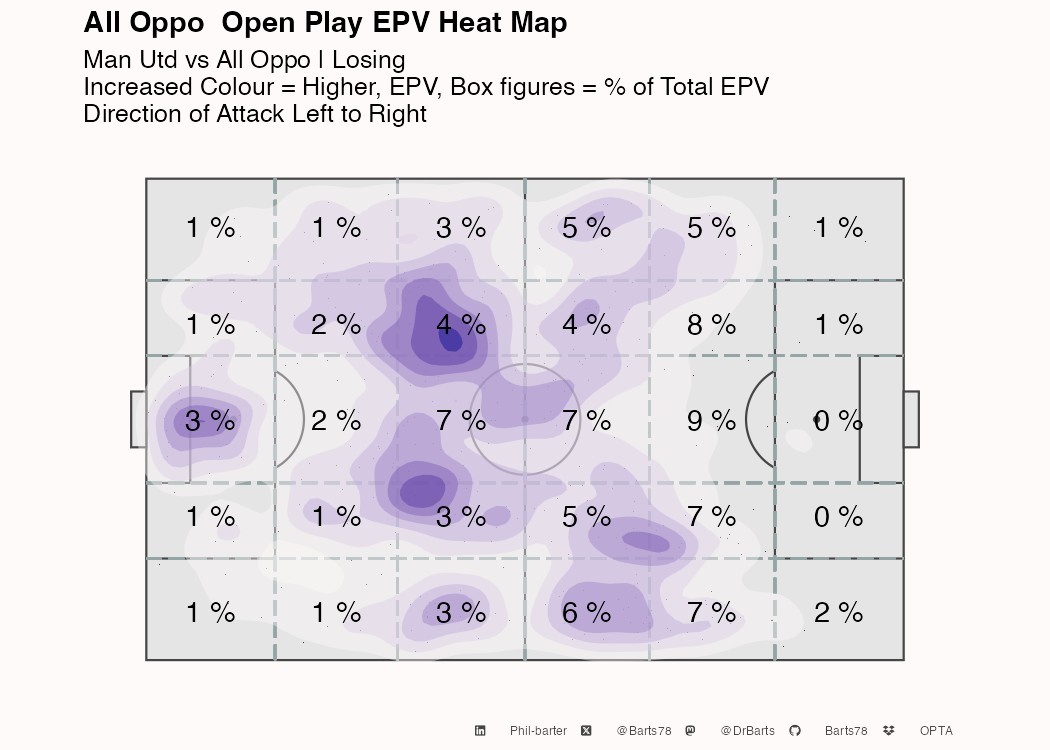 All Oppo  Open Play EPV Heat Map
Man Utd vs All Oppo | Losing
Increased Colour = Higher, EPV, Box figures = % of Total EPV
Direction of Attack Left to Right
1 % 1 % 3 % 5 % 5 % 1 %
1 % 2 % 4 % 4 % 8 % 1 %
3 % 2 % 7 % 7 % 9 % 0 %
1 % 1 % 3 % 5 % 7 % 0 %
1 % 1 % 3 % 6 % 7 % 2 %
Phil-barter @Barts78 @DrBarts Barts78 OPTA